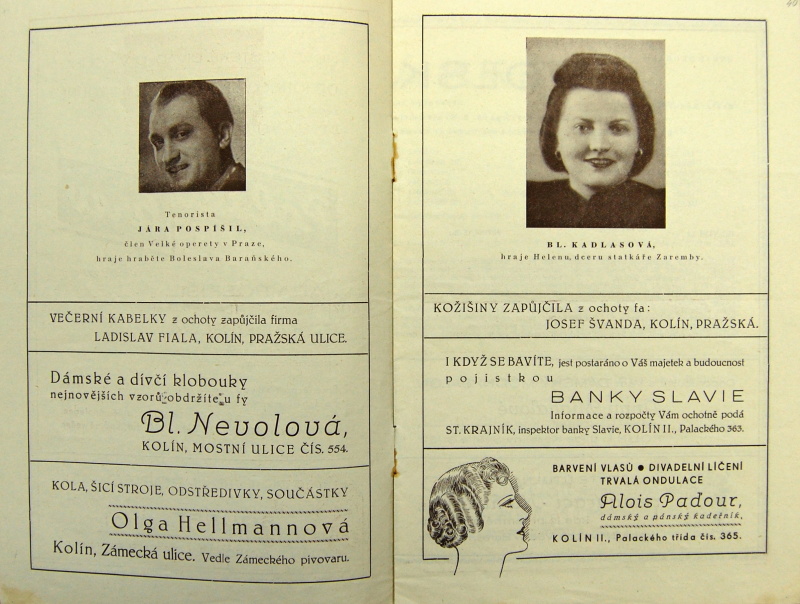 Tenorista
JÁRA POSPÍŠIL,
člen Velké operety v Praze,
hraje hraběte Boleslava Baraňského.
VEČERNÍ KABELKY z ochoty zapůjčila firma
LADISLAV FIALA, KOLÍN, PRAŽSKÁ ULICE.
Dámské a dívčí klobouky
nejnovějších vzorů obdržíte u fy
Bl. Nevolová,
KOLÍN, MOSTNÍ ULICE ČÍS. 554.
KOLA, ŠICÍ STROJE, ODSTŘEDIVKY, SOUČÁSTKY
Olga Hellmannová
Kolín, Zámecká ulice. Vedle Zámeckého pivovaru.
BL. KADLASOVÁ,
hraje Helenu, dceru statkáře Zaremby.
KOŽIŠINY ZAPŮJČILA z ochoty fa:
JOSEF ŠVANDA, KOLÍN, PRAŽSKÁ.
I KDYŽ SE BAVÍTE, jest postaráno o Váš majetek a budoucnost
pojistkou
BANKY SLAVIE
Informace a rozpočty Vám ochotně podá
ST. KRAJNÍK, inspektor banky Slavie, KOLÍN II., Palackého 363.
BARVENÍ VLASŮ ● DIVADELNÍ LÍČENÍ
TRVALÁ ONDULACE
Alois Padour,
dámský a pánský kadeřník,
KOLÍN II., Palackého třída čís. 365.